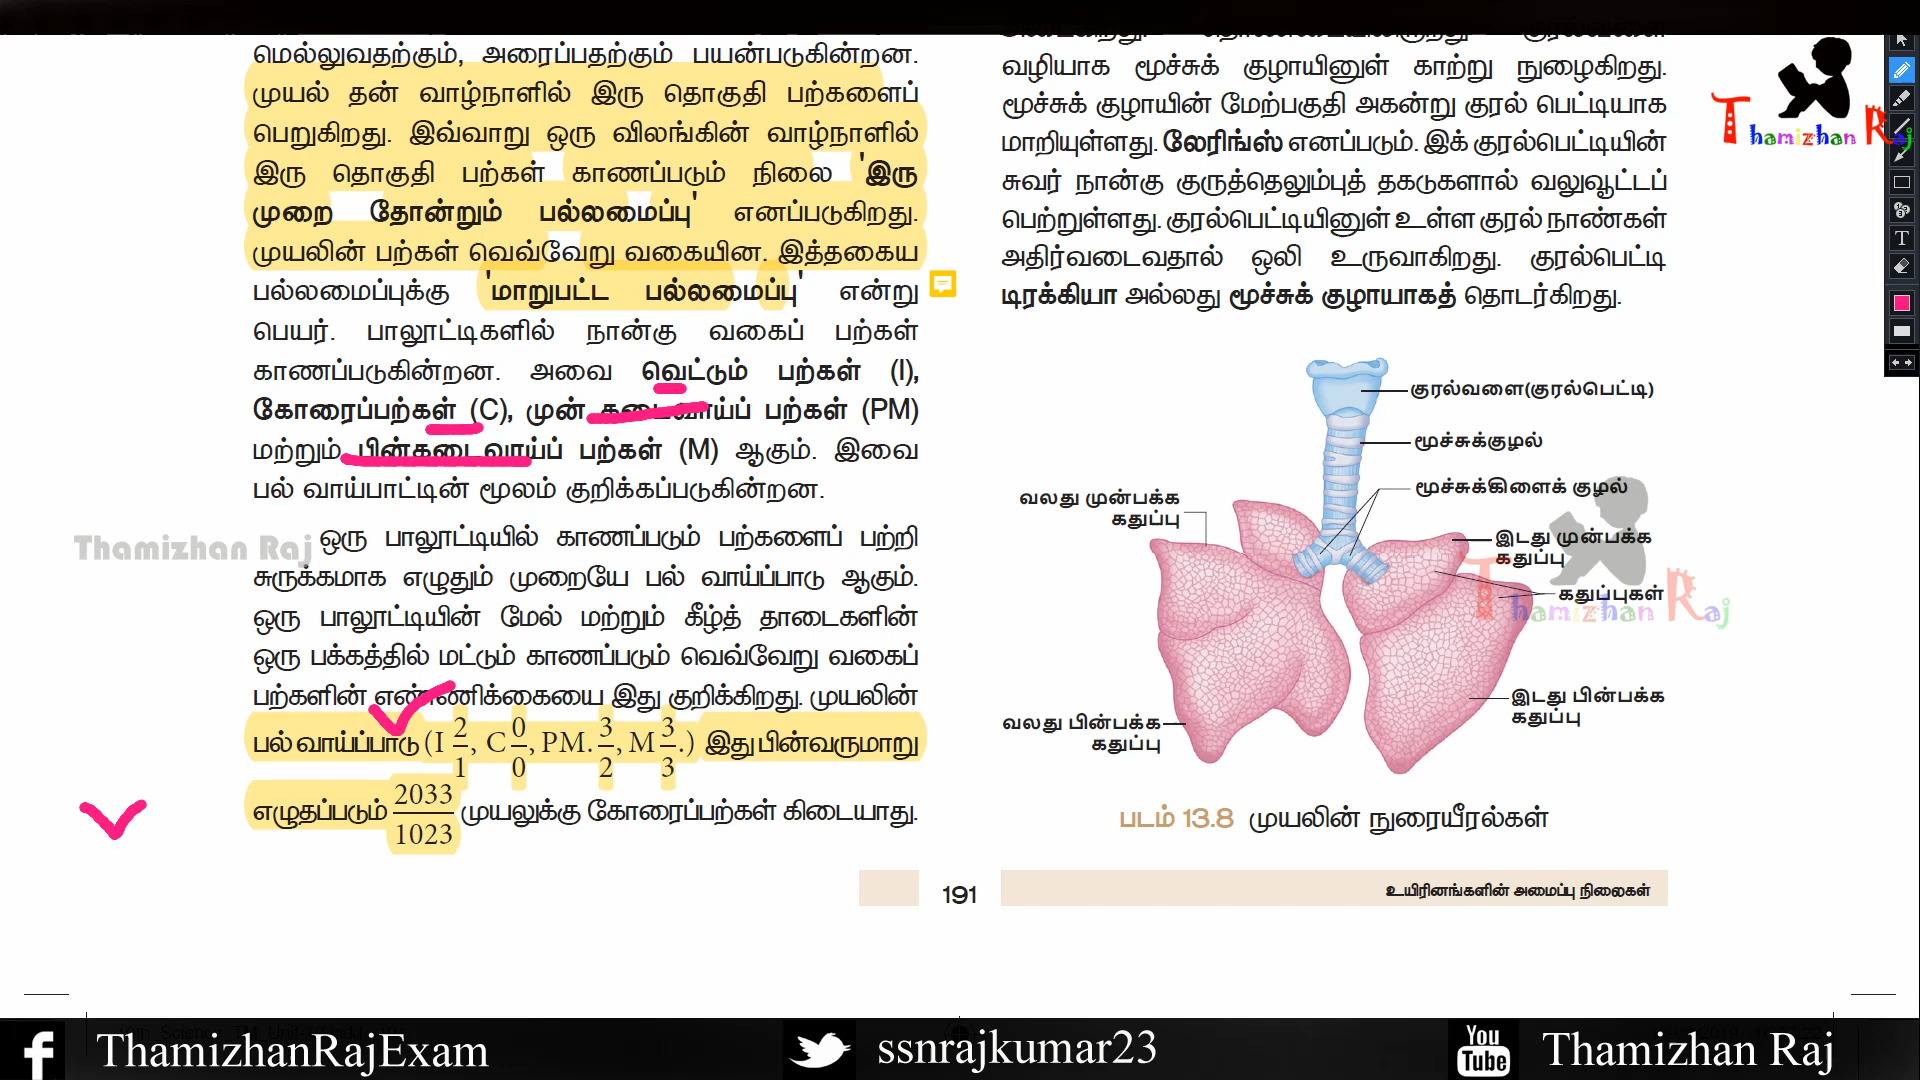 மெல்லுவதற்கும், அரைப்பதற்கும் பயன்படுகின்றன.
முயல் தன் வாழ்நாளில் இரு தொகுதி பற்களைப்
பெறுகிறது. இவ்வாறு ஒரு விலங்கின் வாழ்நாளில்
இரு தொகுதி பற்கள் காணப்படும் நிலை 'இரு
முறை தோன்றும் பல்லமைப்பு' எனப்படுகிறது.
முயலின் பற்கள் வெவ்வேறு வகையின. இத்தகைய
பல்லமைப்புக்கு 'மாறுபட்ட பல்லமைப்பு' என்று
பெயர். பாலூட்டிகளில் நான்கு வகைப் பற்கள்
காணப்படுகின்றன. அவை வெட்டும் பற்கள் (I),
கோரைப்பற்கள் (C), முன் கடைவாய்ப் பற்கள் (PM)
மற்றும் பின்கடைவாய்ப் பற்கள் (M) ஆகும். இவை
பல் வாய்பாட்டின் மூலம் குறிக்கப்படுகின்றன.
ஒரு பாலூட்டியில் காணப்படும் பற்களைப் பற்றி
சுருக்கமாக எழுதும் முறையே பல் வாய்ப்பாடு ஆகும்.
ஒரு பாலூட்டியின் மேல் மற்றும் கீழ்த் தாடைகளின்
ஒரு பக்கத்தில் மட்டும் காணப்படும் வெவ்வேறு வகைப்
பற்களின் எண்ணிக்கையை இது குறிக்கிறது. முயலின்
பல் வாய்ப்பாடு (I 2/1, C 0/0, PM. 3/2, M 3/3.) இது பின்வருமாறு
எழுதப்படும் 2033/1023 முயலுக்கு கோரைப்பற்கள் கிடையாது.
வழியாக மூச்சுக் குழாயினுள் காற்று நுழைகிறது.
மூச்சுக் குழாயின் மேற்பகுதி அகன்று குரல் பெட்டியாக
மாறியுள்ளது. லேரிங்ஸ் எனப்படும். இக் குரல்பெட்டியின்
சுவர் நான்கு குருத்தெலும்புத் தகடுகளால் வலுவூட்டப்
பெற்றுள்ளது. குரல்பெட்டியினுள் உள்ள குரல் நாண்கள்
அதிர்வடைவதால் ஒலி உருவாகிறது. குரல்பெட்டி
டிரக்கியா அல்லது மூச்சுக் குழாயாகத் தொடர்கிறது.
குரல்வளை(குரல்பெட்டி)
மூச்சுக்குழல்
மூச்சுக்கிளைக் குழல்
வலது முன்பக்க
கதுப்பு
இடது முன்பக்க
கதுப்பு
கதுப்புகள்
இடது பின்பக்க
கதுப்பு
வலது பின்பக்க
கதுப்பு
படம் 13.8 முயலின் நுரையீரல்கள்
191
உயிரினங்களின் அமைப்பு நிலைகள்
Thamizhan Raj
Thamizhan Raj
Thamizhan Raj
ThamizhanRajExam
ssnrajkumar23
You
Tube
Thamizhan Raj